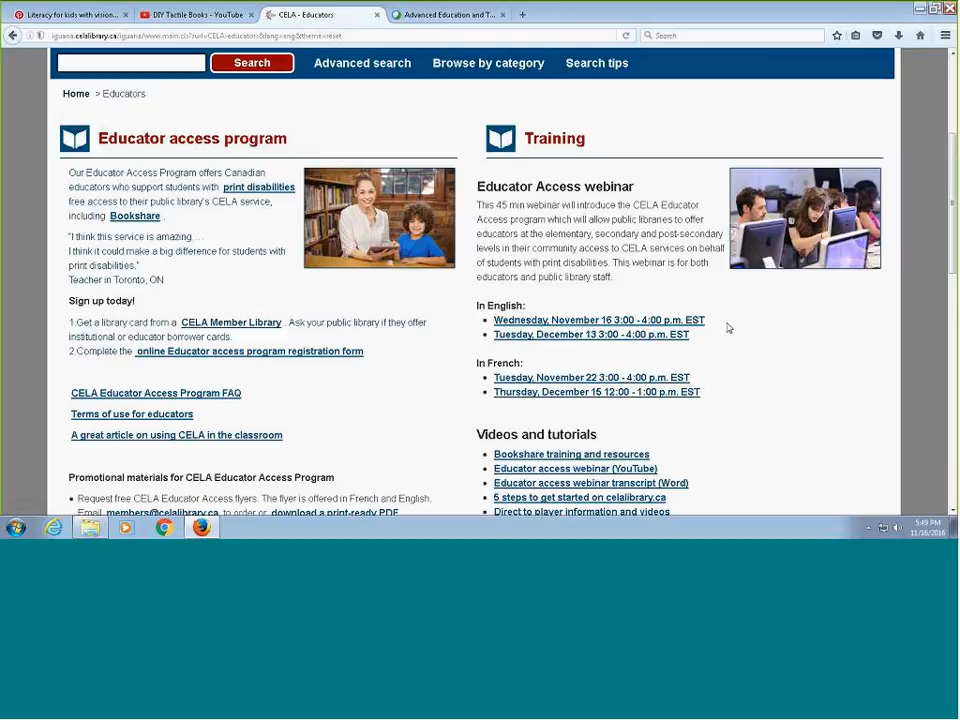 Literacy for kids with vision...
DIY Tactile Books - YouTube
CELA - Educators
Advanced Education and T...
iguana.celalibrary.ca/iguana/www.main.cls?surl=CELA-educators&lang=eng&theme=reset
Search
Search
Advanced search
Browse by category
Search tips
Home > Educators
Educator access program
Our Educator Access Program offers Canadian
educators who support students with print disabilities
free access to their public library's CELA service,
including Bookshare .
"I think this service is amazing....
I think it could make a big difference for students with
print disabilities."
Teacher in Toronto, ON
Sign up today!
1.Get a library card from a CELA Member Library . Ask your public library if they offer
institutional or educator borrower cards.
2.Complete the online Educator access program registration form
CELA Educator Access Program FAQ
Terms of use for educators
A great article on using CELA in the classroom
Promotional materials for CELA Educator Access Program
• Request free CELA Educator Access flyers. The flyer is offered in French and English.
Email members@celalibrary.ca to order or download a print-ready PDF
Training
Educator Access webinar
This 45 min webinar will introduce the CELA Educator
Access program which will allow public libraries to offer
educators at the elementary, secondary and post-secondary
levels in their community access to CELA services on behalf
of students with print disabilities. This webinar is for both
educators and public library staff.
In English:
• Wednesday, November 16 3:00 - 4:00 p.m. EST
• Tuesday, December 13 3:00 - 4:00 p.m. EST
In French:
• Tuesday, November 22 3:00 - 4:00 p.m. EST
• Thursday, December 15 12:00 - 1:00 p.m. EST
Videos and tutorials
• Bookshare training and resources
• Educator access webinar (YouTube)
• Educator access webinar transcript (Word)
• 5 steps to get started on celalibrary.ca
• Direct to player information and videos
5:49 PM
11/16/2016